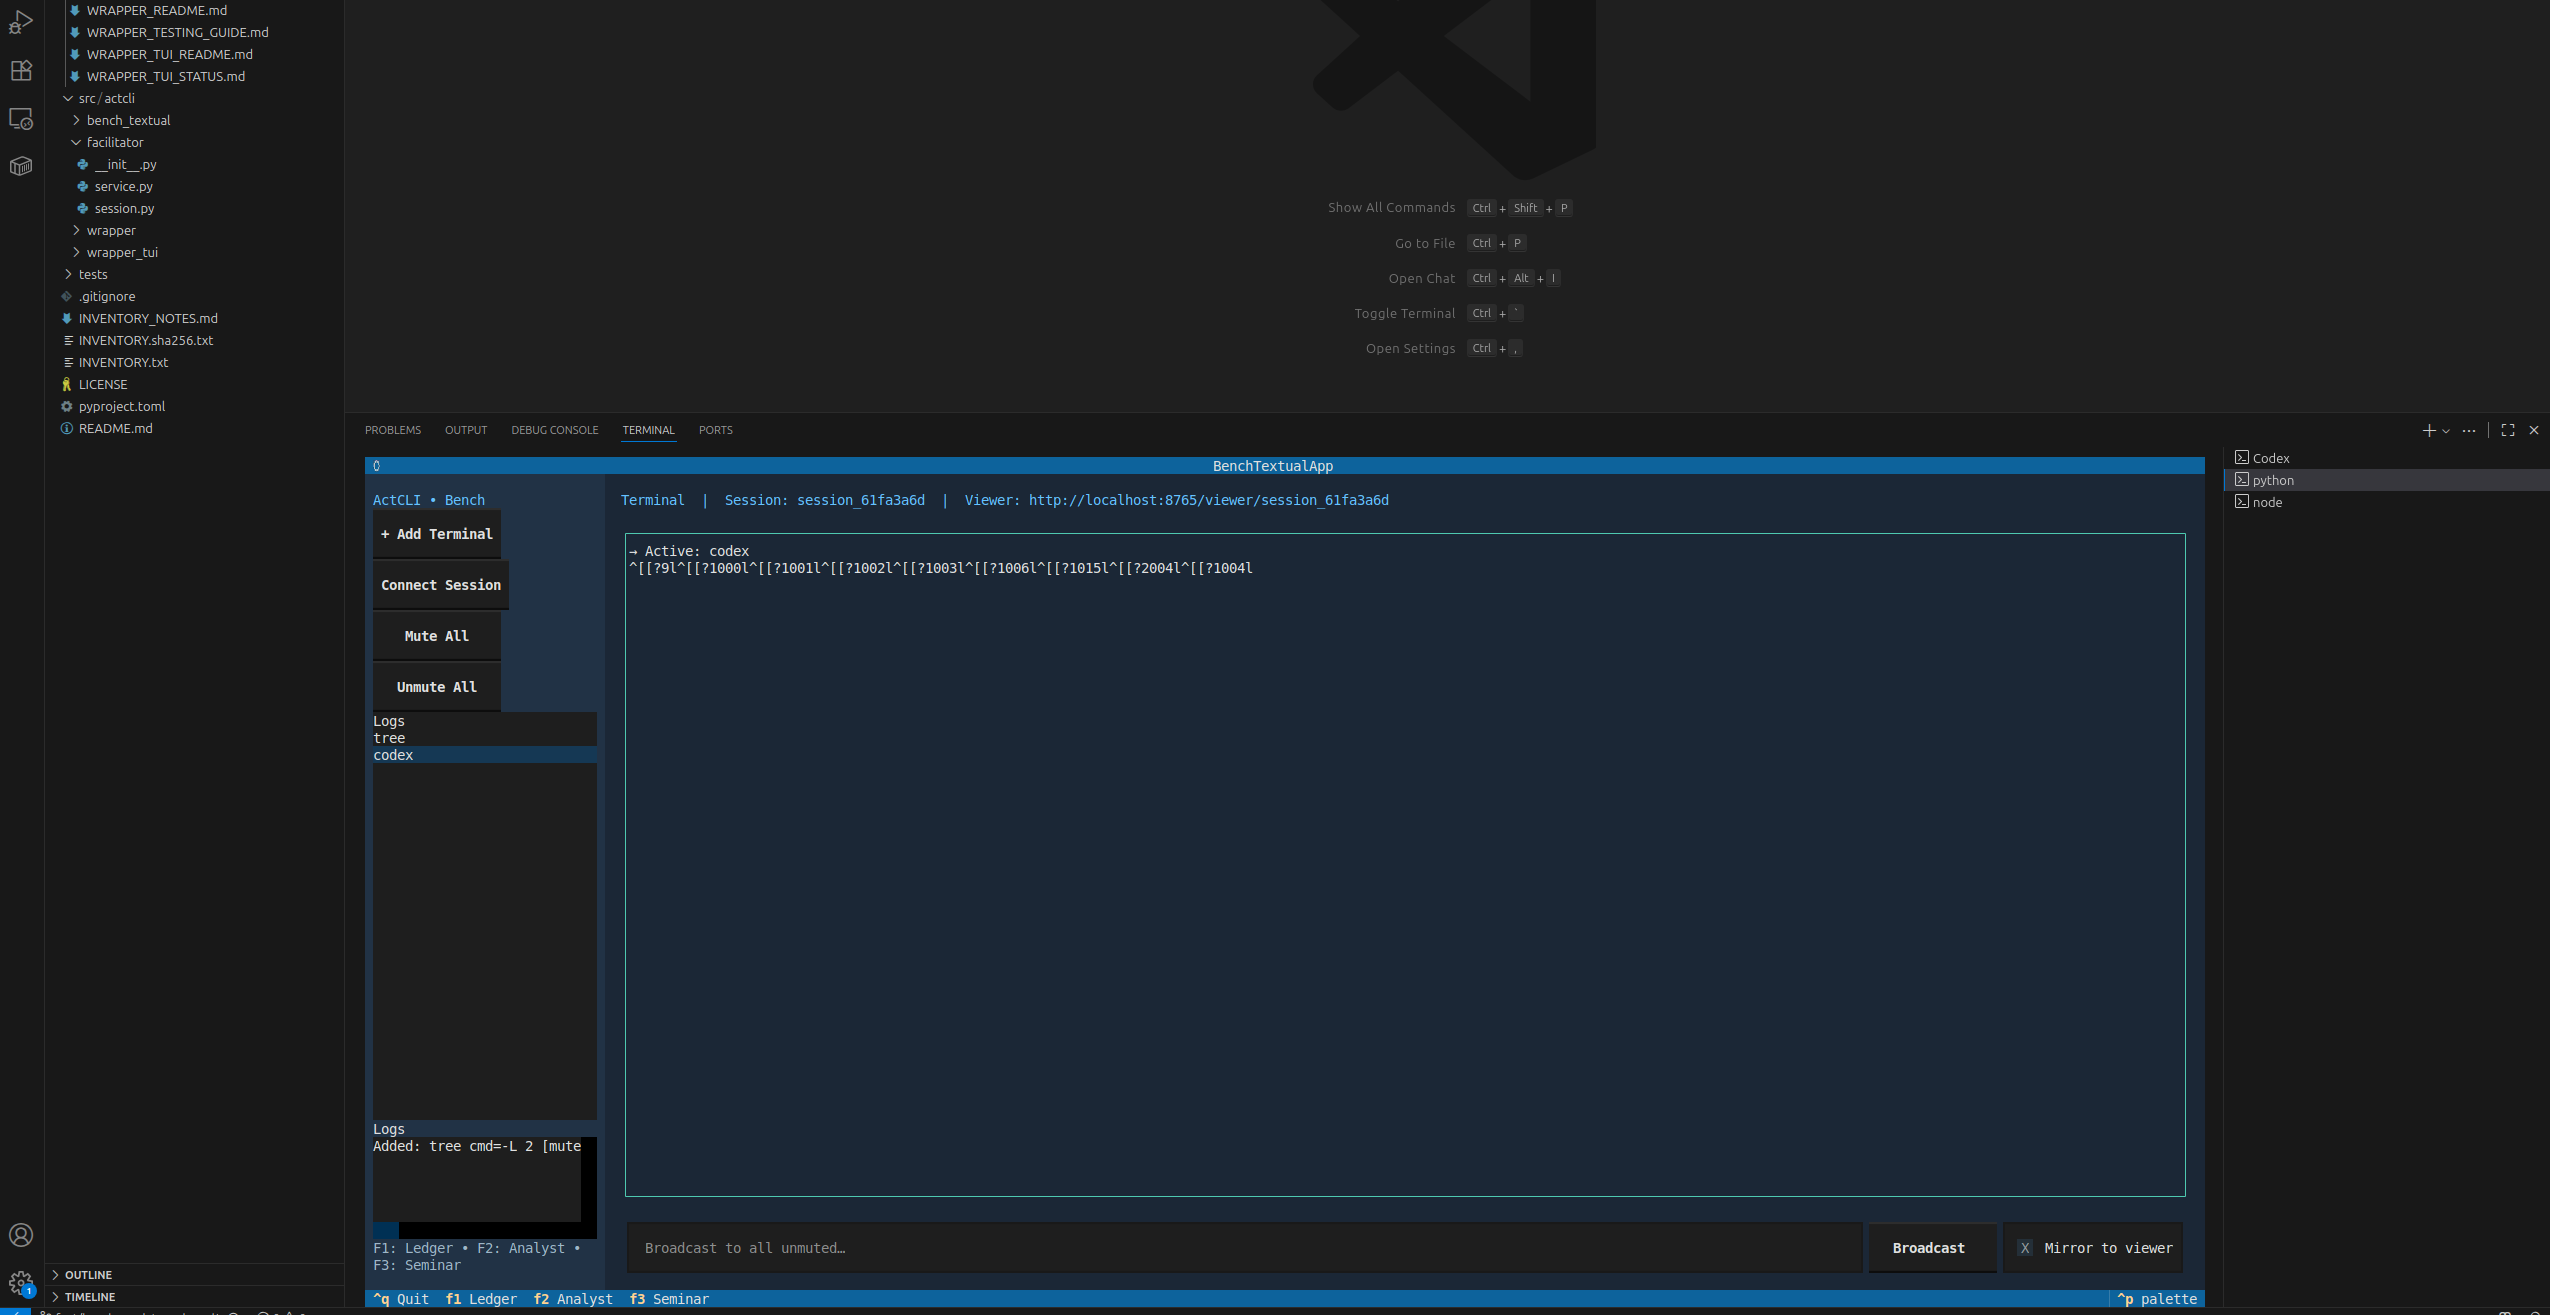 WRAPPER_README.md
WRAPPER_TESTING_GUIDE.md
WRAPPER_TUI_README.md
WRAPPER_TUI_STATUS.md
src/actcli
bench_textual
facilitator
__init__.py
service.py
session.py
wrapper
wrapper_tui
tests
.gitignore
INVENTORY_NOTES.md
INVENTORY.sha256.txt
INVENTORY.txt
LICENSE
pyproject.toml
README.md
OUTLINE
TIMELINE
1
Show All Commands Ctrl + Shift + P
Go to File Ctrl + P
Open Chat Ctrl + Alt + I
Toggle Terminal Ctrl + `
Open Settings Ctrl + ,
PROBLEMS OUTPUT DEBUG CONSOLE TERMINAL PORTS
Codex
python
node
BenchTextualApp
ActCLI • Bench
+ Add Terminal
Connect Session
Mute All
Unmute All
Logs
tree
codex
Logs
Added: tree cmd=-L 2 [mute
F1: Ledger • F2: Analyst •
F3: Seminar
Terminal | Session: session_61fa3a6d | Viewer: http://localhost:8765/viewer/session_61fa3a6d
→ Active: codex
^[[?9l^[[?1000l^[[?1001l^[[?1002l^[[?1003l^[[?1006l^[[?1015l^[[?2004l^[[?1004l
Broadcast to all unmuted…
Broadcast
X Mirror to viewer
^q Quit f1 Ledger f2 Analyst f3 Seminar
^p palette